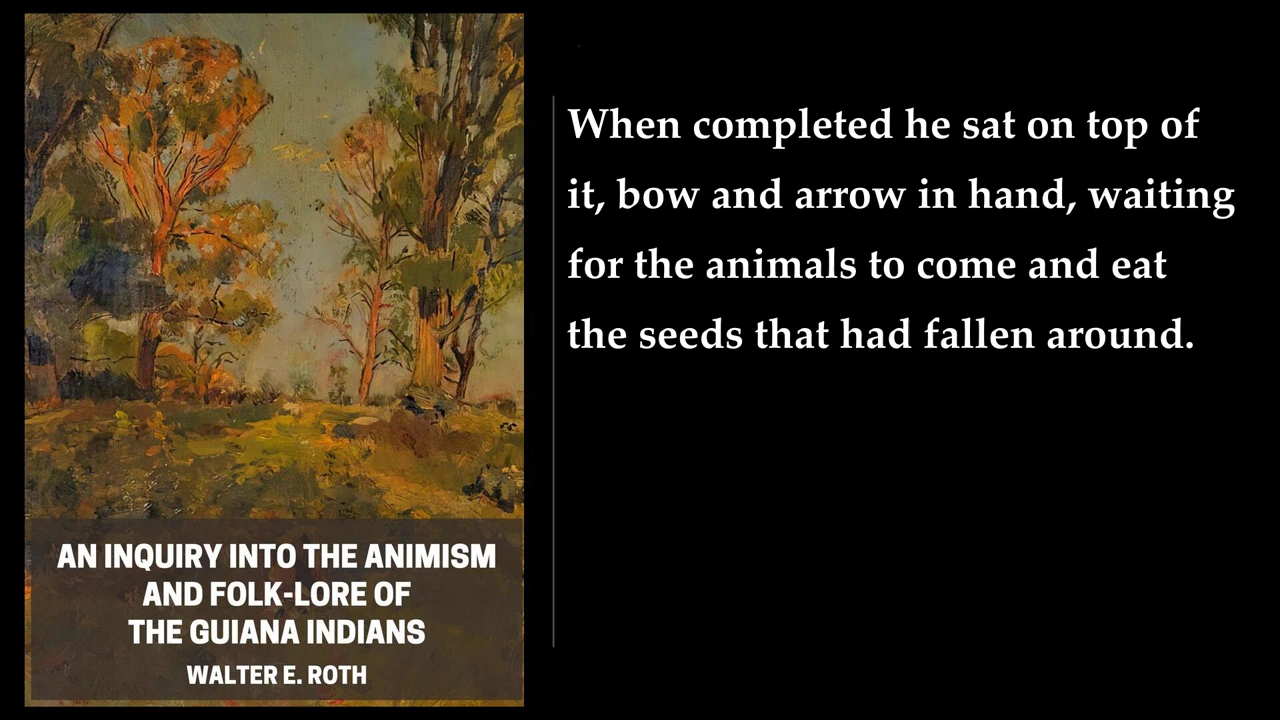 When completed he sat on top of
it, bow and arrow in hand, waiting
for the animals to come and eat
the seeds that had fallen around.
AN INQUIRY INTO THE ANIMISM
AND FOLK-LORE OF
THE GUIANA INDIANS
WALTER E. ROTH